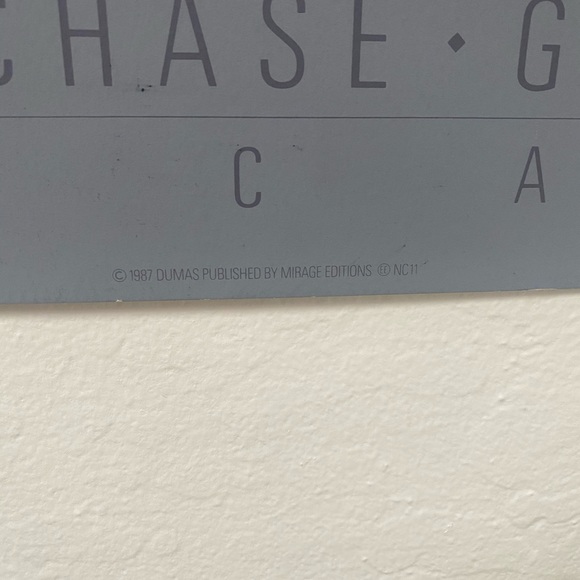 CHASE · G
C A
© 1987 DUMAS PUBLISHED BY MIRAGE EDITIONS NC11